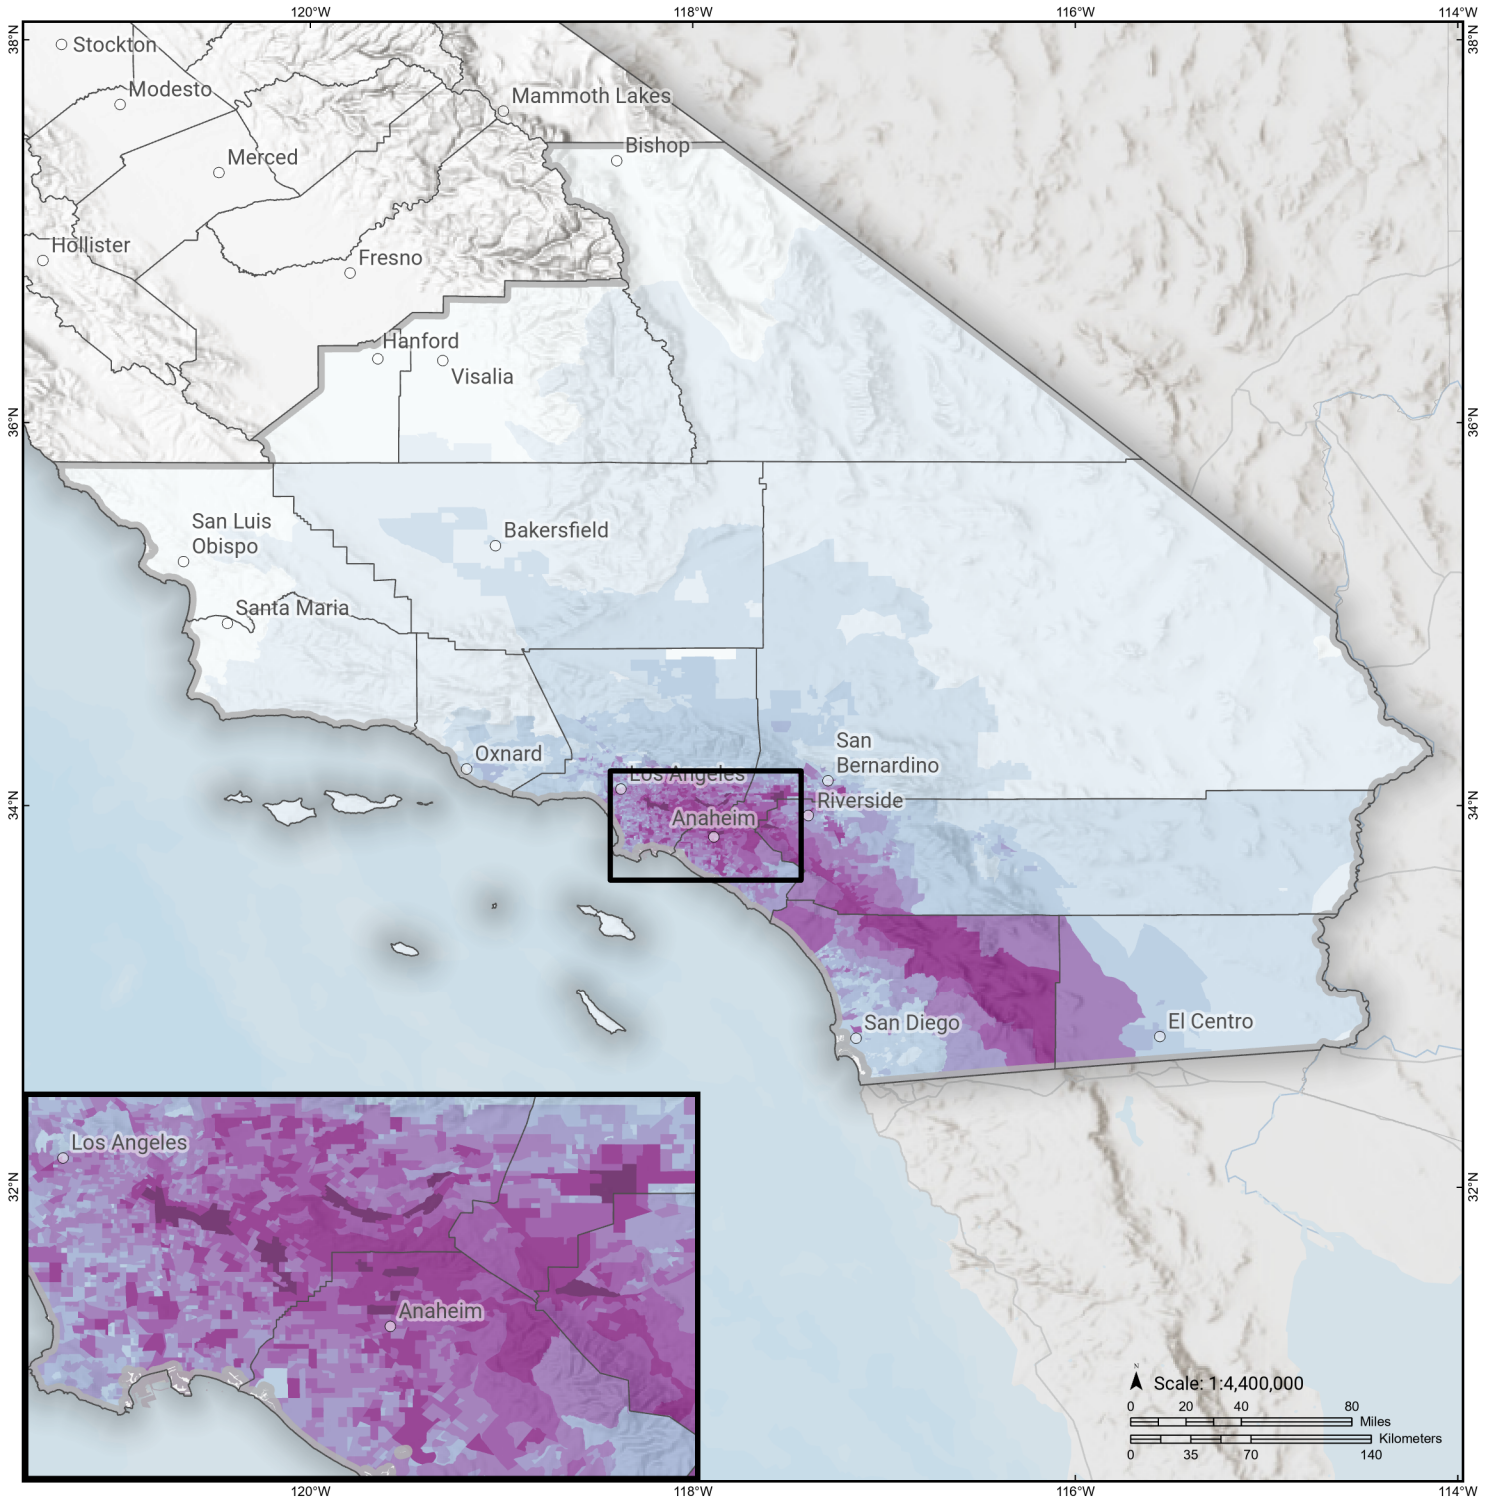 120°W
118°W
116°W
114°W
38°N
38°N
Stockton
Modesto
Mammoth Lakes
Bishop
Merced
Hollister
Fresno
Hanford
Visalia
36°N
36°N
San Luis
Obispo
Bakersfield
Santa Maria
Oxnard
San
Bernardino
Los Angeles
Riverside
Anaheim
34°N
34°N
San Diego
El Centro
Los Angeles
Anaheim
32°N
32°N
N
Scale: 1:4,400,000
0 20 40 80
Miles
Kilometers
0 35 70 140
120°W
118°W
116°W
114°W